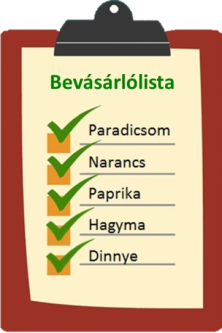 Bevásárlólista
Paradicsom
Narancs
Paprika
Hagyma
Dinnye